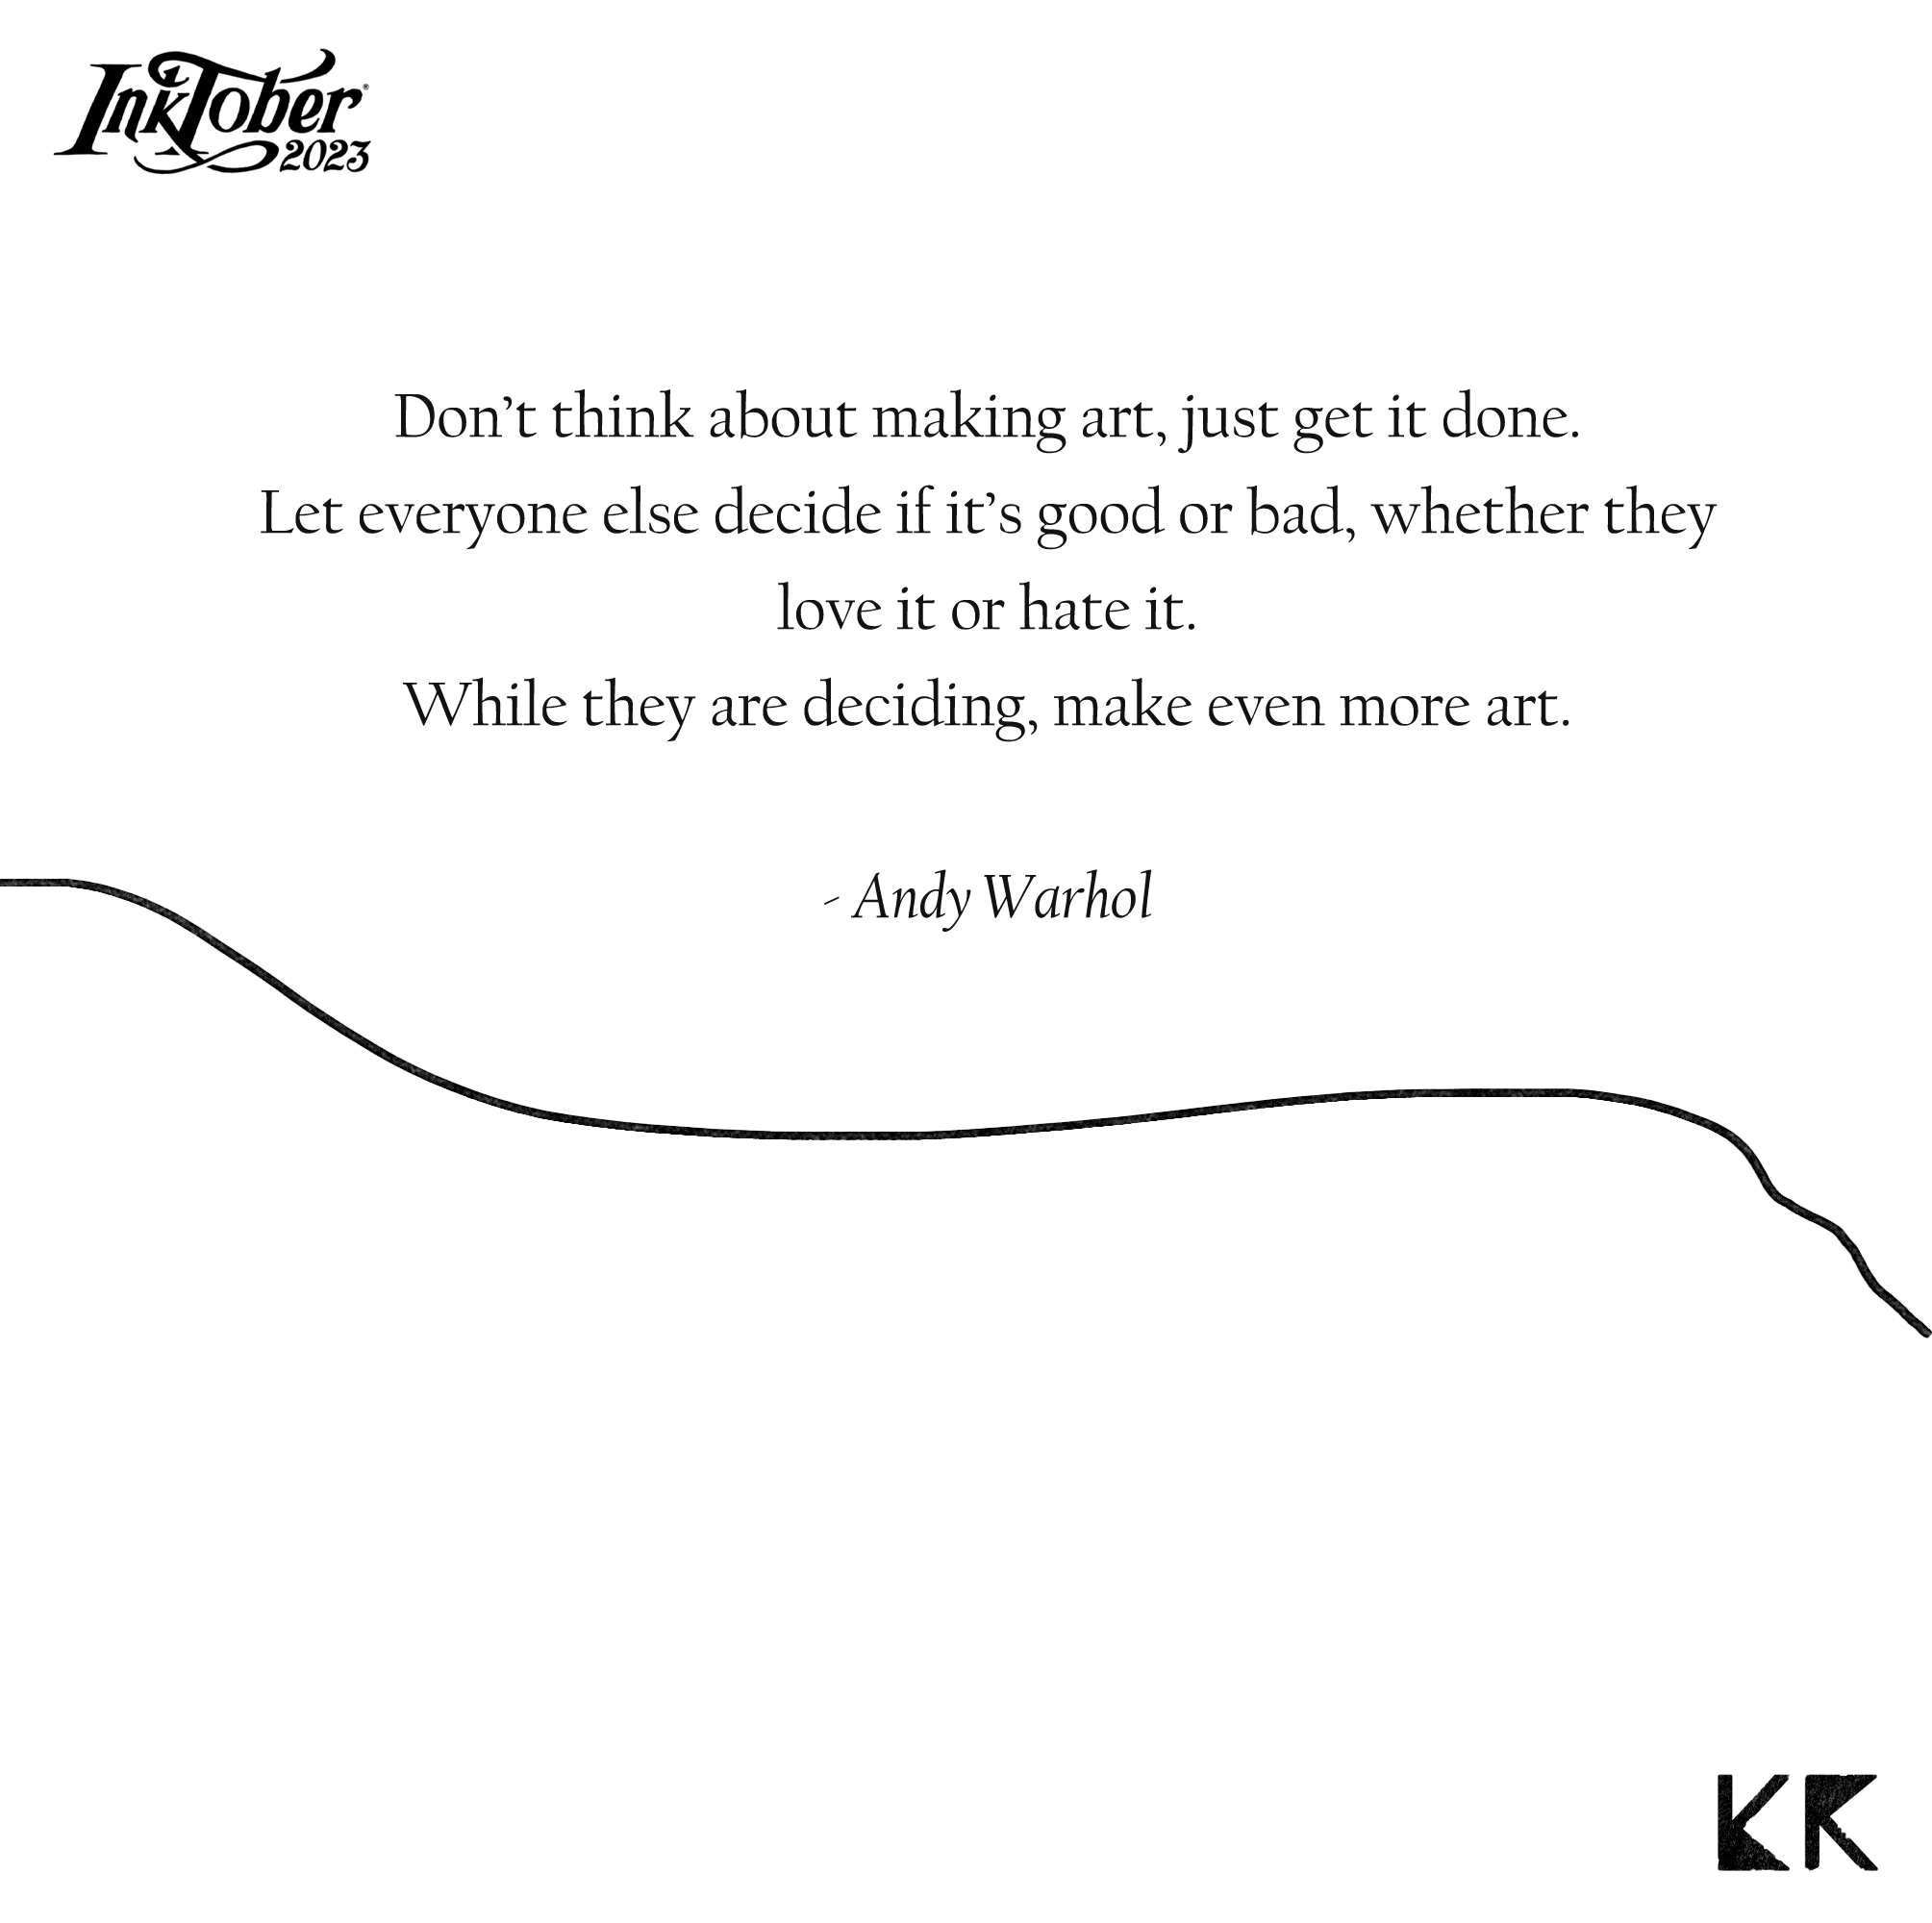 InkTober®
2023
Don’t think about making art, just get it done.
Let everyone else decide if it’s good or bad, whether they
love it or hate it.
While they are deciding, make even more art.
- Andy Warhol
KK